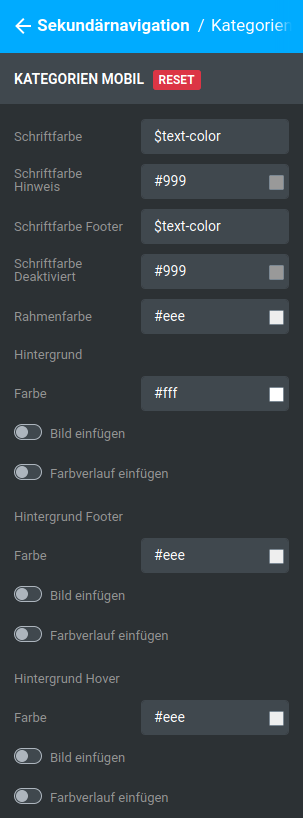 Sekundärnavigation / Kategorien
KATEGORIEN MOBIL RESET
Schriftfarbe $text-color
Schriftfarbe
Hinweis #999
Schriftfarbe Footer $text-color
Schriftfarbe
Deaktiviert #999
Rahmenfarbe #eee
Hintergrund
Farbe #fff
Bild einfügen
Farbverlauf einfügen
Hintergrund Footer
Farbe #eee
Bild einfügen
Farbverlauf einfügen
Hintergrund Hover
Farbe #eee
Bild einfügen
Farbverlauf einfügen